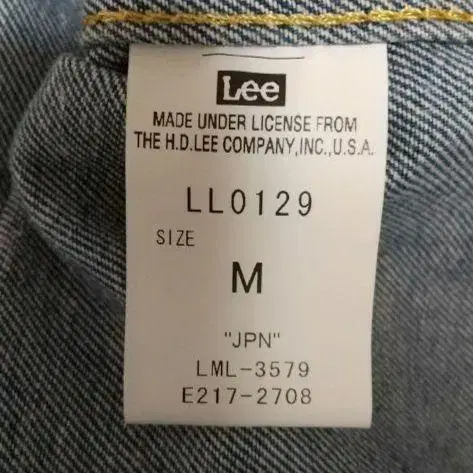 Lee
MADE UNDER LICENSE FROM
THE H.D.LEE COMPANY,INC.,U.S.A.
LL0129
SIZE
M
"JPN"
LML-3579
E217-2708